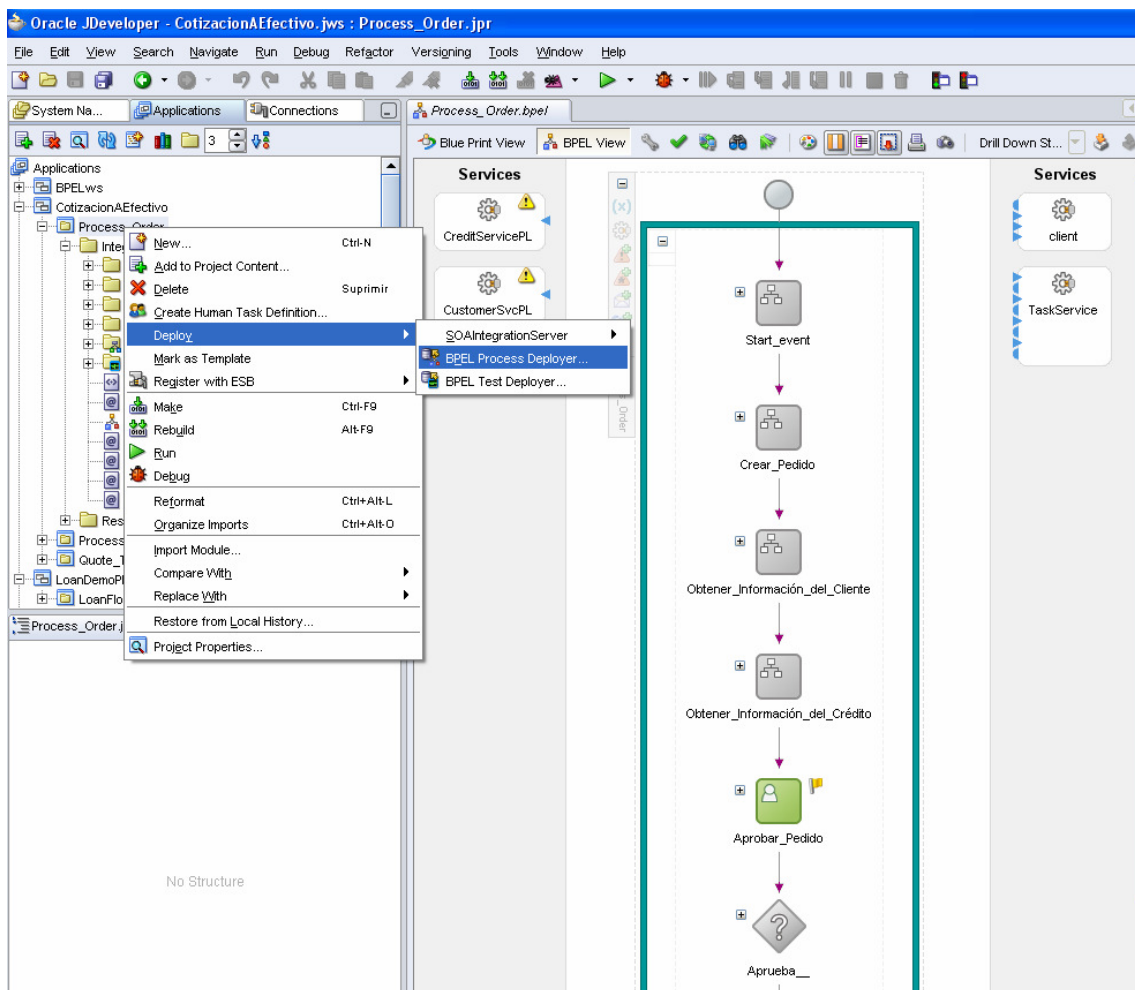 Oracle JDeveloper - CotizacionAEfectivo.jws : Process_Order.jpr
File Edit View Search Navigate Run Debug Refactor Versioning Tools Window Help
System Na... Applications Connections
Process_Order.bpel
3
Blue Print View BPEL View Drill Down St...
Applications
BPELws
CotizacionAEfectivo
Process_Order
Integ
Res
Process
Quote_T
LoanDemoPl
LoanFlo
Process_Order.j
No Structure
New... Ctrl-N
Add to Project Content...
Delete Suprimir
Create Human Task Definition...
Deploy
Mark as Template
Register with ESB
Make Ctrl-F9
Rebuild Alt-F9
Run
Debug
Reformat Ctrl+Alt-L
Organize Imports Ctrl+Alt-O
Import Module...
Compare With
Replace With
Restore from Local History...
Project Properties...
SOAIntegrationServer
BPEL Process Deployer...
BPEL Test Deployer...
Services
CreditServicePL
CustomerSvcPL
(x)
s_Order
Start_event
Crear_Pedido
Obtener_Información_del_Cliente
Obtener_Información_del_Crédito
Aprobar_Pedido
?
Aprueba__
Services
client
TaskService